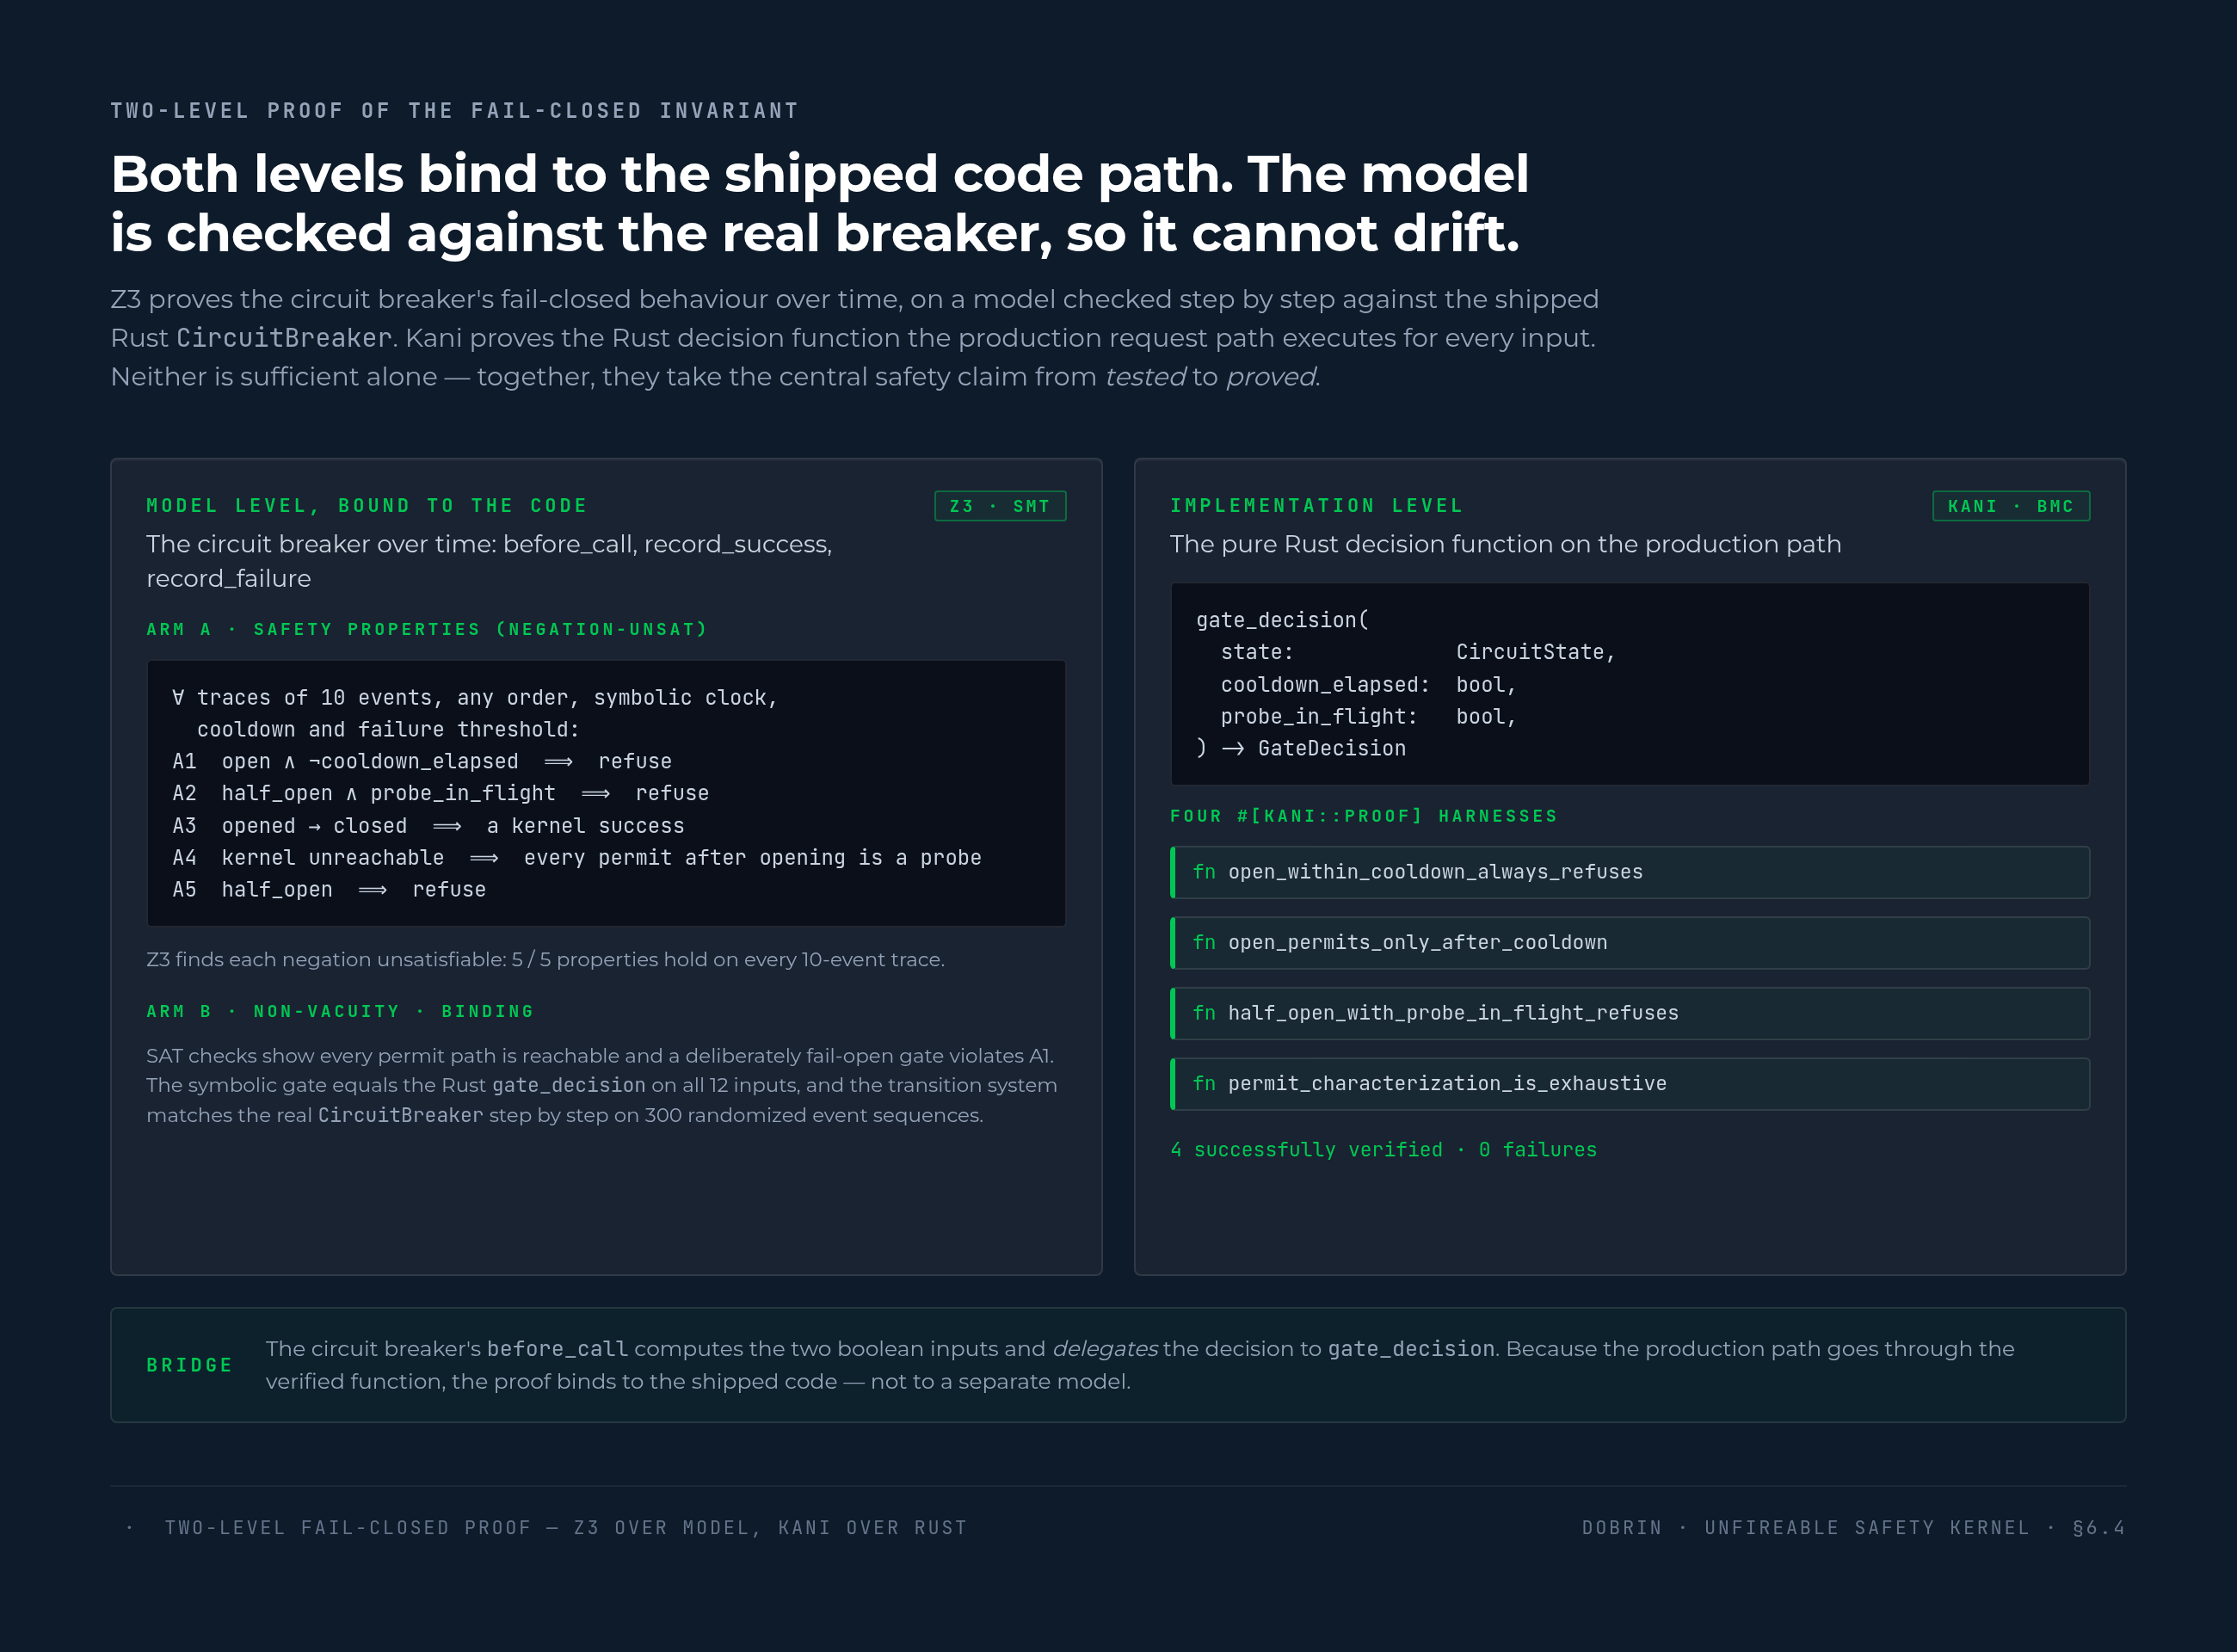 TWO-LEVEL PROOF OF THE FAIL-CLOSED INVARIANT
Both levels bind to the shipped code path. The model
is checked against the real breaker, so it cannot drift.
Z3 proves the circuit breaker's fail-closed behaviour over time, on a model checked step by step against the shipped
Rust CircuitBreaker. Kani proves the Rust decision function the production request path executes for every input.
Neither is sufficient alone — together, they take the central safety claim from tested to proved.
MODEL LEVEL, BOUND TO THE CODE
Z3 · SMT
The circuit breaker over time: before_call, record_success,
record_failure
ARM A · SAFETY PROPERTIES (NEGATION-UNSAT)
∀ traces of 10 events, any order, symbolic clock,
cooldown and failure threshold:
A1 open ∧ ¬cooldown_elapsed ⟹ refuse
A2 half_open ∧ probe_in_flight ⟹ refuse
A3 opened → closed ⟹ a kernel success
A4 kernel unreachable ⟹ every permit after opening is a probe
A5 half_open ⟹ refuse
Z3 finds each negation unsatisfiable: 5 / 5 properties hold on every 10-event trace.
ARM B · NON-VACUITY · BINDING
SAT checks show every permit path is reachable and a deliberately fail-open gate violates A1.
The symbolic gate equals the Rust gate_decision on all 12 inputs, and the transition system
matches the real CircuitBreaker step by step on 300 randomized event sequences.
IMPLEMENTATION LEVEL
KANI · BMC
The pure Rust decision function on the production path
gate_decision(
state: CircuitState,
cooldown_elapsed: bool,
probe_in_flight: bool,
) —> GateDecision
FOUR #[KANI::PROOF] HARNESSES
fn open_within_cooldown_always_refuses
fn open_permits_only_after_cooldown
fn half_open_with_probe_in_flight_refuses
fn permit_characterization_is_exhaustive
4 successfully verified · 0 failures
BRIDGE
The circuit breaker's before_call computes the two boolean inputs and delegates the decision to gate_decision. Because the production path goes through the
verified function, the proof binds to the shipped code — not to a separate model.
· TWO-LEVEL FAIL-CLOSED PROOF — Z3 OVER MODEL, KANI OVER RUST
DOBRIN · UNFIREABLE SAFETY KERNEL · §6.4